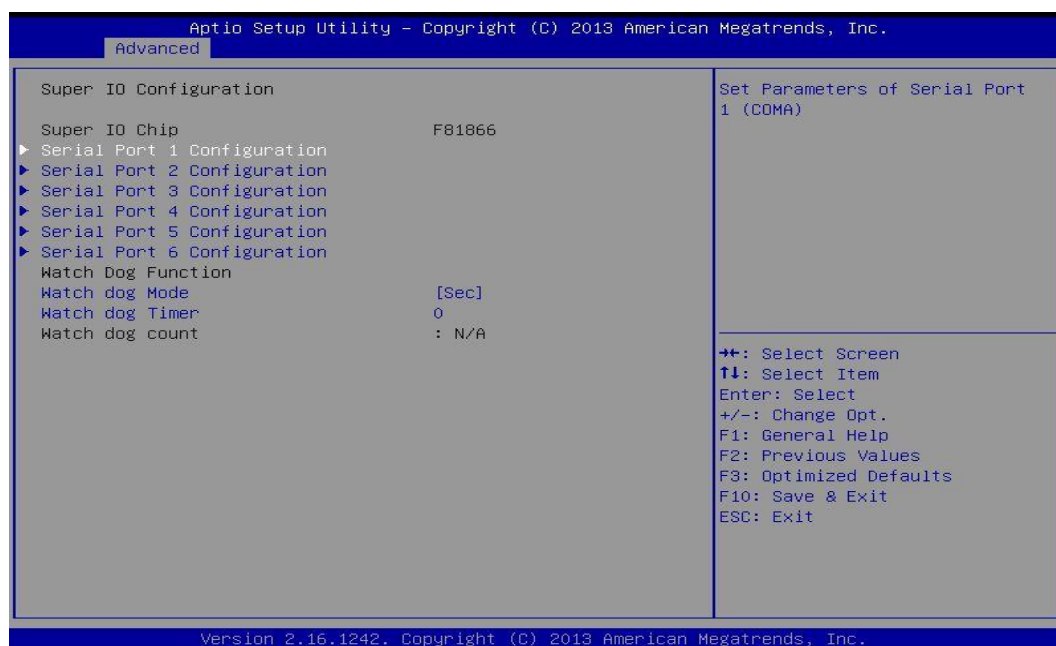 Aptio Setup Utility – Copyright (C) 2013 American Megatrends, Inc.
Advanced
Super IO Configuration
Super IO Chip F81866
▶ Serial Port 1 Configuration
▶ Serial Port 2 Configuration
▶ Serial Port 3 Configuration
▶ Serial Port 4 Configuration
▶ Serial Port 5 Configuration
▶ Serial Port 6 Configuration
Watch Dog Function
Watch dog Mode [Sec]
Watch dog Timer 0
Watch dog count : N/A
Set Parameters of Serial Port
1 (COMA)
→←: Select Screen
↑↓: Select Item
Enter: Select
+/-: Change Opt.
F1: General Help
F2: Previous Values
F3: Optimized Defaults
F10: Save & Exit
ESC: Exit
Version 2.16.1242. Copyright (C) 2013 American Megatrends, Inc.